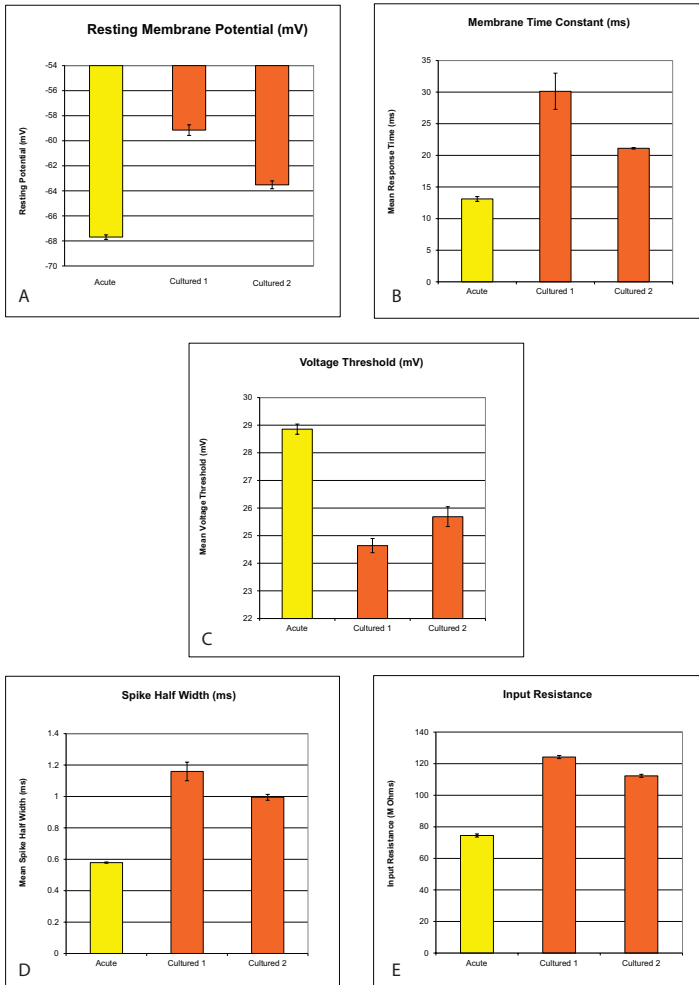 Resting Membrane Potential (mV)
-54
-56
-58
-60
-62
-64
-66
-68
-70
Resting Potential (mV)
Acute Cultured 1 Cultured 2
A
Membrane Time Constant (ms)
35
30
25
20
15
10
5
0
Mean Response Time (ms)
Acute Cultured 1 Cultured 2
B
Voltage Threshold (mV)
30
29
28
27
26
25
24
23
22
Mean Voltage Threshold (mV)
Acute Cultured 1 Cultured 2
C
Spike Half Width (ms)
1.4
1.2
1
0.8
0.6
0.4
0.2
0
Mean Spike Half Width (ms)
Acute Cultured 1 Cultured 2
D
Input Resistance
140
120
100
80
60
40
20
0
Input Resistance (M Ohms)
Acute Cultured 1 Cultured 2
E